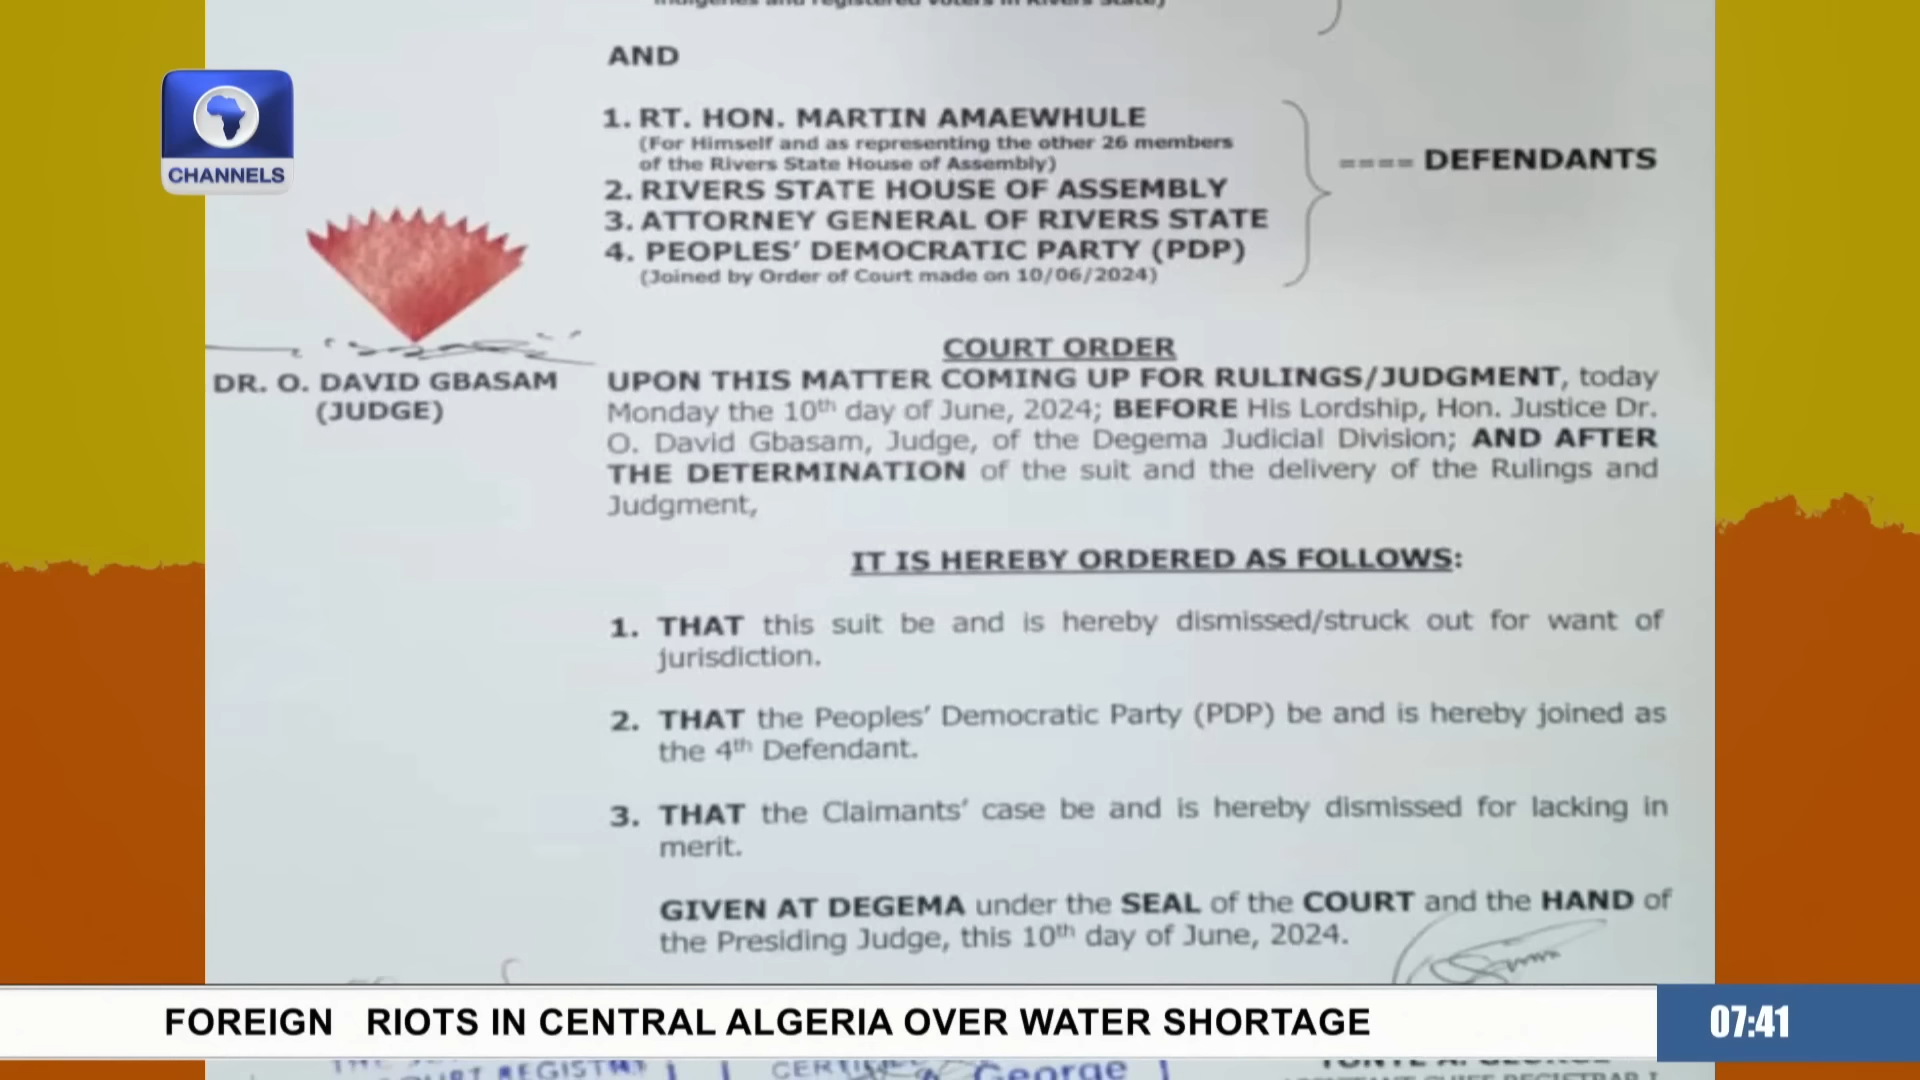 indigenes and registered voters in Rivers State)
AND
CHANNELS
1. RT. HON. MARTIN AMAEWHULE
(For Himself and as representing the other 26 members
of the Rivers State House of Assembly)
2. RIVERS STATE HOUSE OF ASSEMBLY
3. ATTORNEY GENERAL OF RIVERS STATE
4. PEOPLES’ DEMOCRATIC PARTY (PDP)
(Joined by Order of Court made on 10/06/2024)
==== DEFENDANTS
DR. O. DAVID GBASAM
(JUDGE)
COURT ORDER
UPON THIS MATTER COMING UP FOR RULINGS/JUDGMENT, today
Monday the 10th day of June, 2024; BEFORE His Lordship, Hon. Justice Dr.
O. David Gbasam, Judge, of the Degema Judicial Division; AND AFTER
THE DETERMINATION of the suit and the delivery of the Rulings and
Judgment,
IT IS HEREBY ORDERED AS FOLLOWS:
1. THAT this suit be and is hereby dismissed/struck out for want of
jurisdiction.
2. THAT the Peoples’ Democratic Party (PDP) be and is hereby joined as
the 4th Defendant.
3. THAT the Claimants’ case be and is hereby dismissed for lacking in
merit.
GIVEN AT DEGEMA under the SEAL of the COURT and the HAND of
the Presiding Judge, this 10th day of June, 2024.
FOREIGN RIOTS IN CENTRAL ALGERIA OVER WATER SHORTAGE
07:41
George